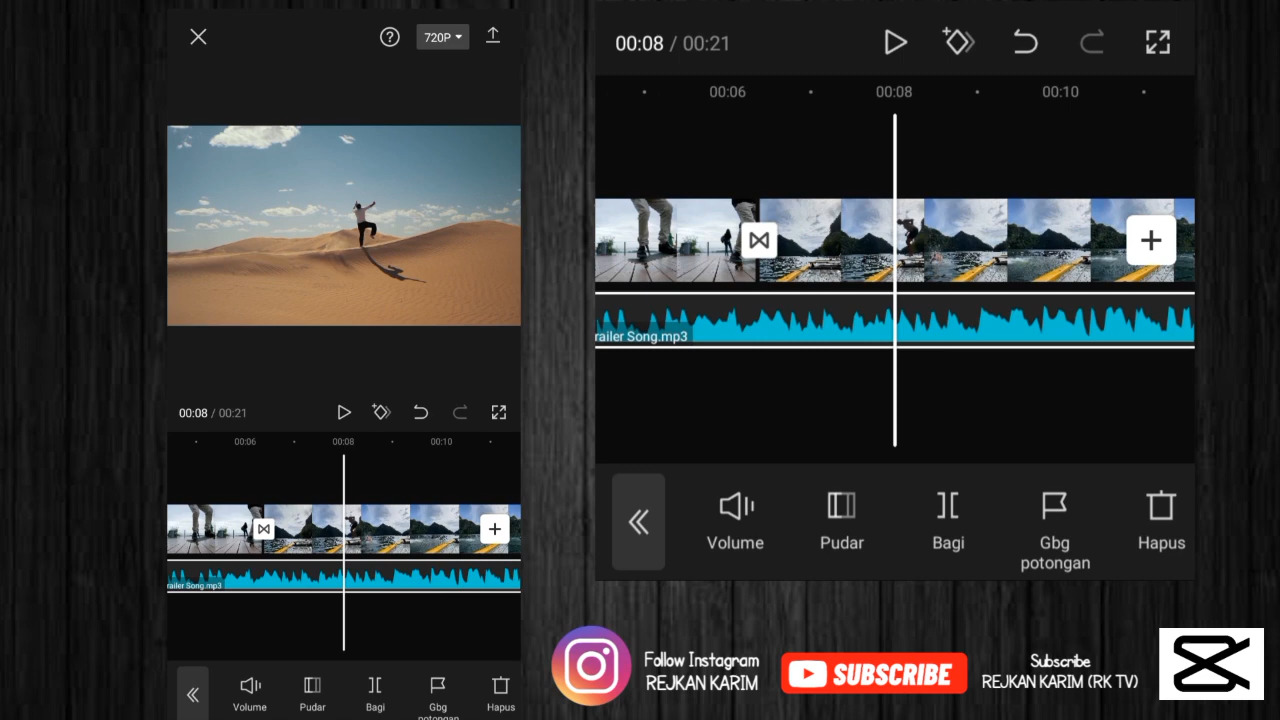 720P
00:08 / 00:21
00:06
00:08
00:10
railer Song.mp3
Volume
Pudar
Bagi
Gbg
potongan
Hapus
00:08 / 00:21
00:06
00:08
00:10
railer Song.mp3
Volume
Pudar
Bagi
Gbg
potongan
Hapus
Follow Instagram
REJKAN KARIM
SUBSCRIBE
Subscribe
REJKAN KARIM (RK TV)